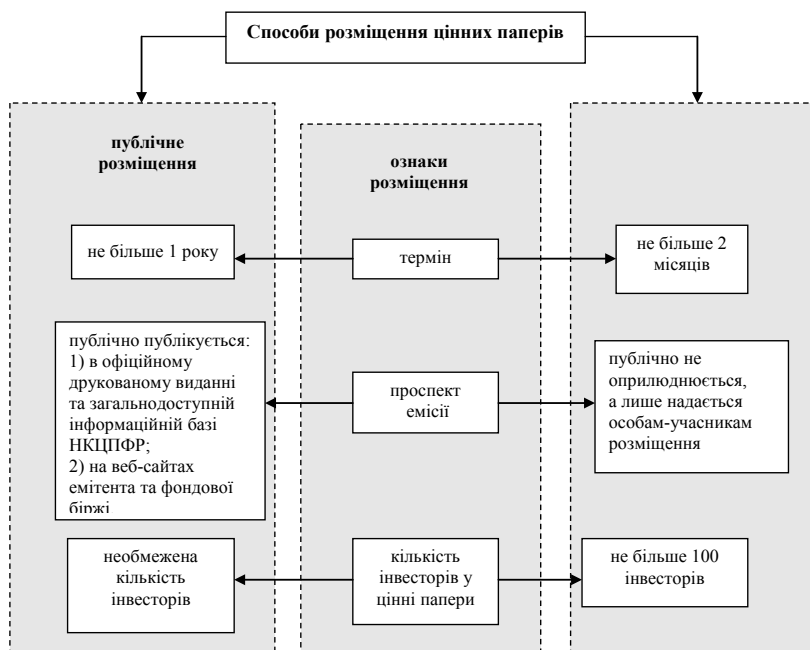 Способи розміщення цінних паперів
публічне
розміщення
ознаки
розміщення
не більше 1 року
термін
не більше 2
місяців
публічно публікується:
1) в офіційному
друкованому виданні
та загальнодоступній
інформаційній базі
НКЦПФР;
2) на веб-сайтах
емітента та фондової
біржі.
проспект
емісії
публічно не
оприлюднюється,
а лише надається
особам-учасникам
розміщення
необмежена
кількість
інвесторів
кількість
інвесторів у
цінні папери
не більше 100
інвесторів